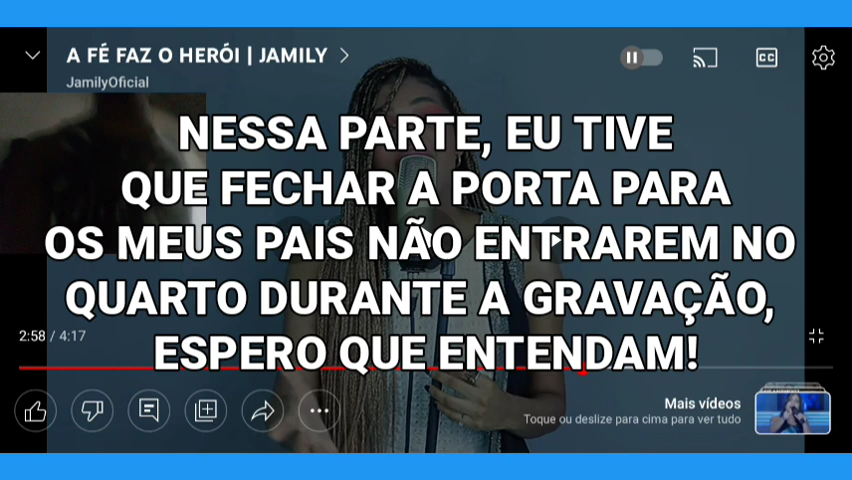 A FÉ FAZ O HERÓI | JAMILY
JamilyOficial
CC
NESSA PARTE, EU TIVE
QUE FECHAR A PORTA PARA
OS MEUS PAIS NÃO ENTRAREM NO
QUARTO DURANTE A GRAVAÇÃO,
ESPERO QUE ENTENDAM!
2:58 / 4:17
Mais vídeos
Toque ou deslize para cima para ver tudo